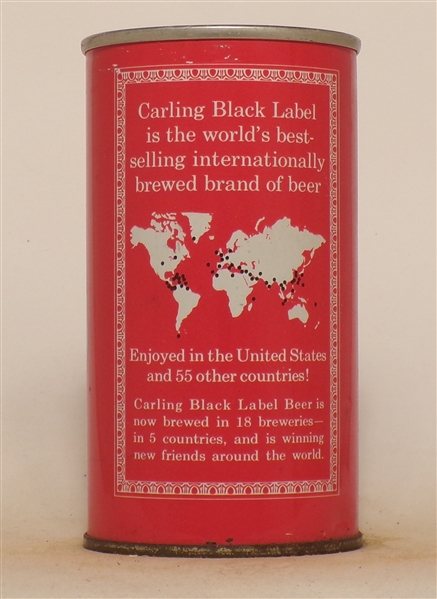 Carling Black Label
is the world's best-
selling internationally
brewed brand of beer
Enjoyed in the United States
and 55 other countries!
Carling Black Label Beer is
now brewed in 18 breweries—
in 5 countries, and is winning
new friends around the world.